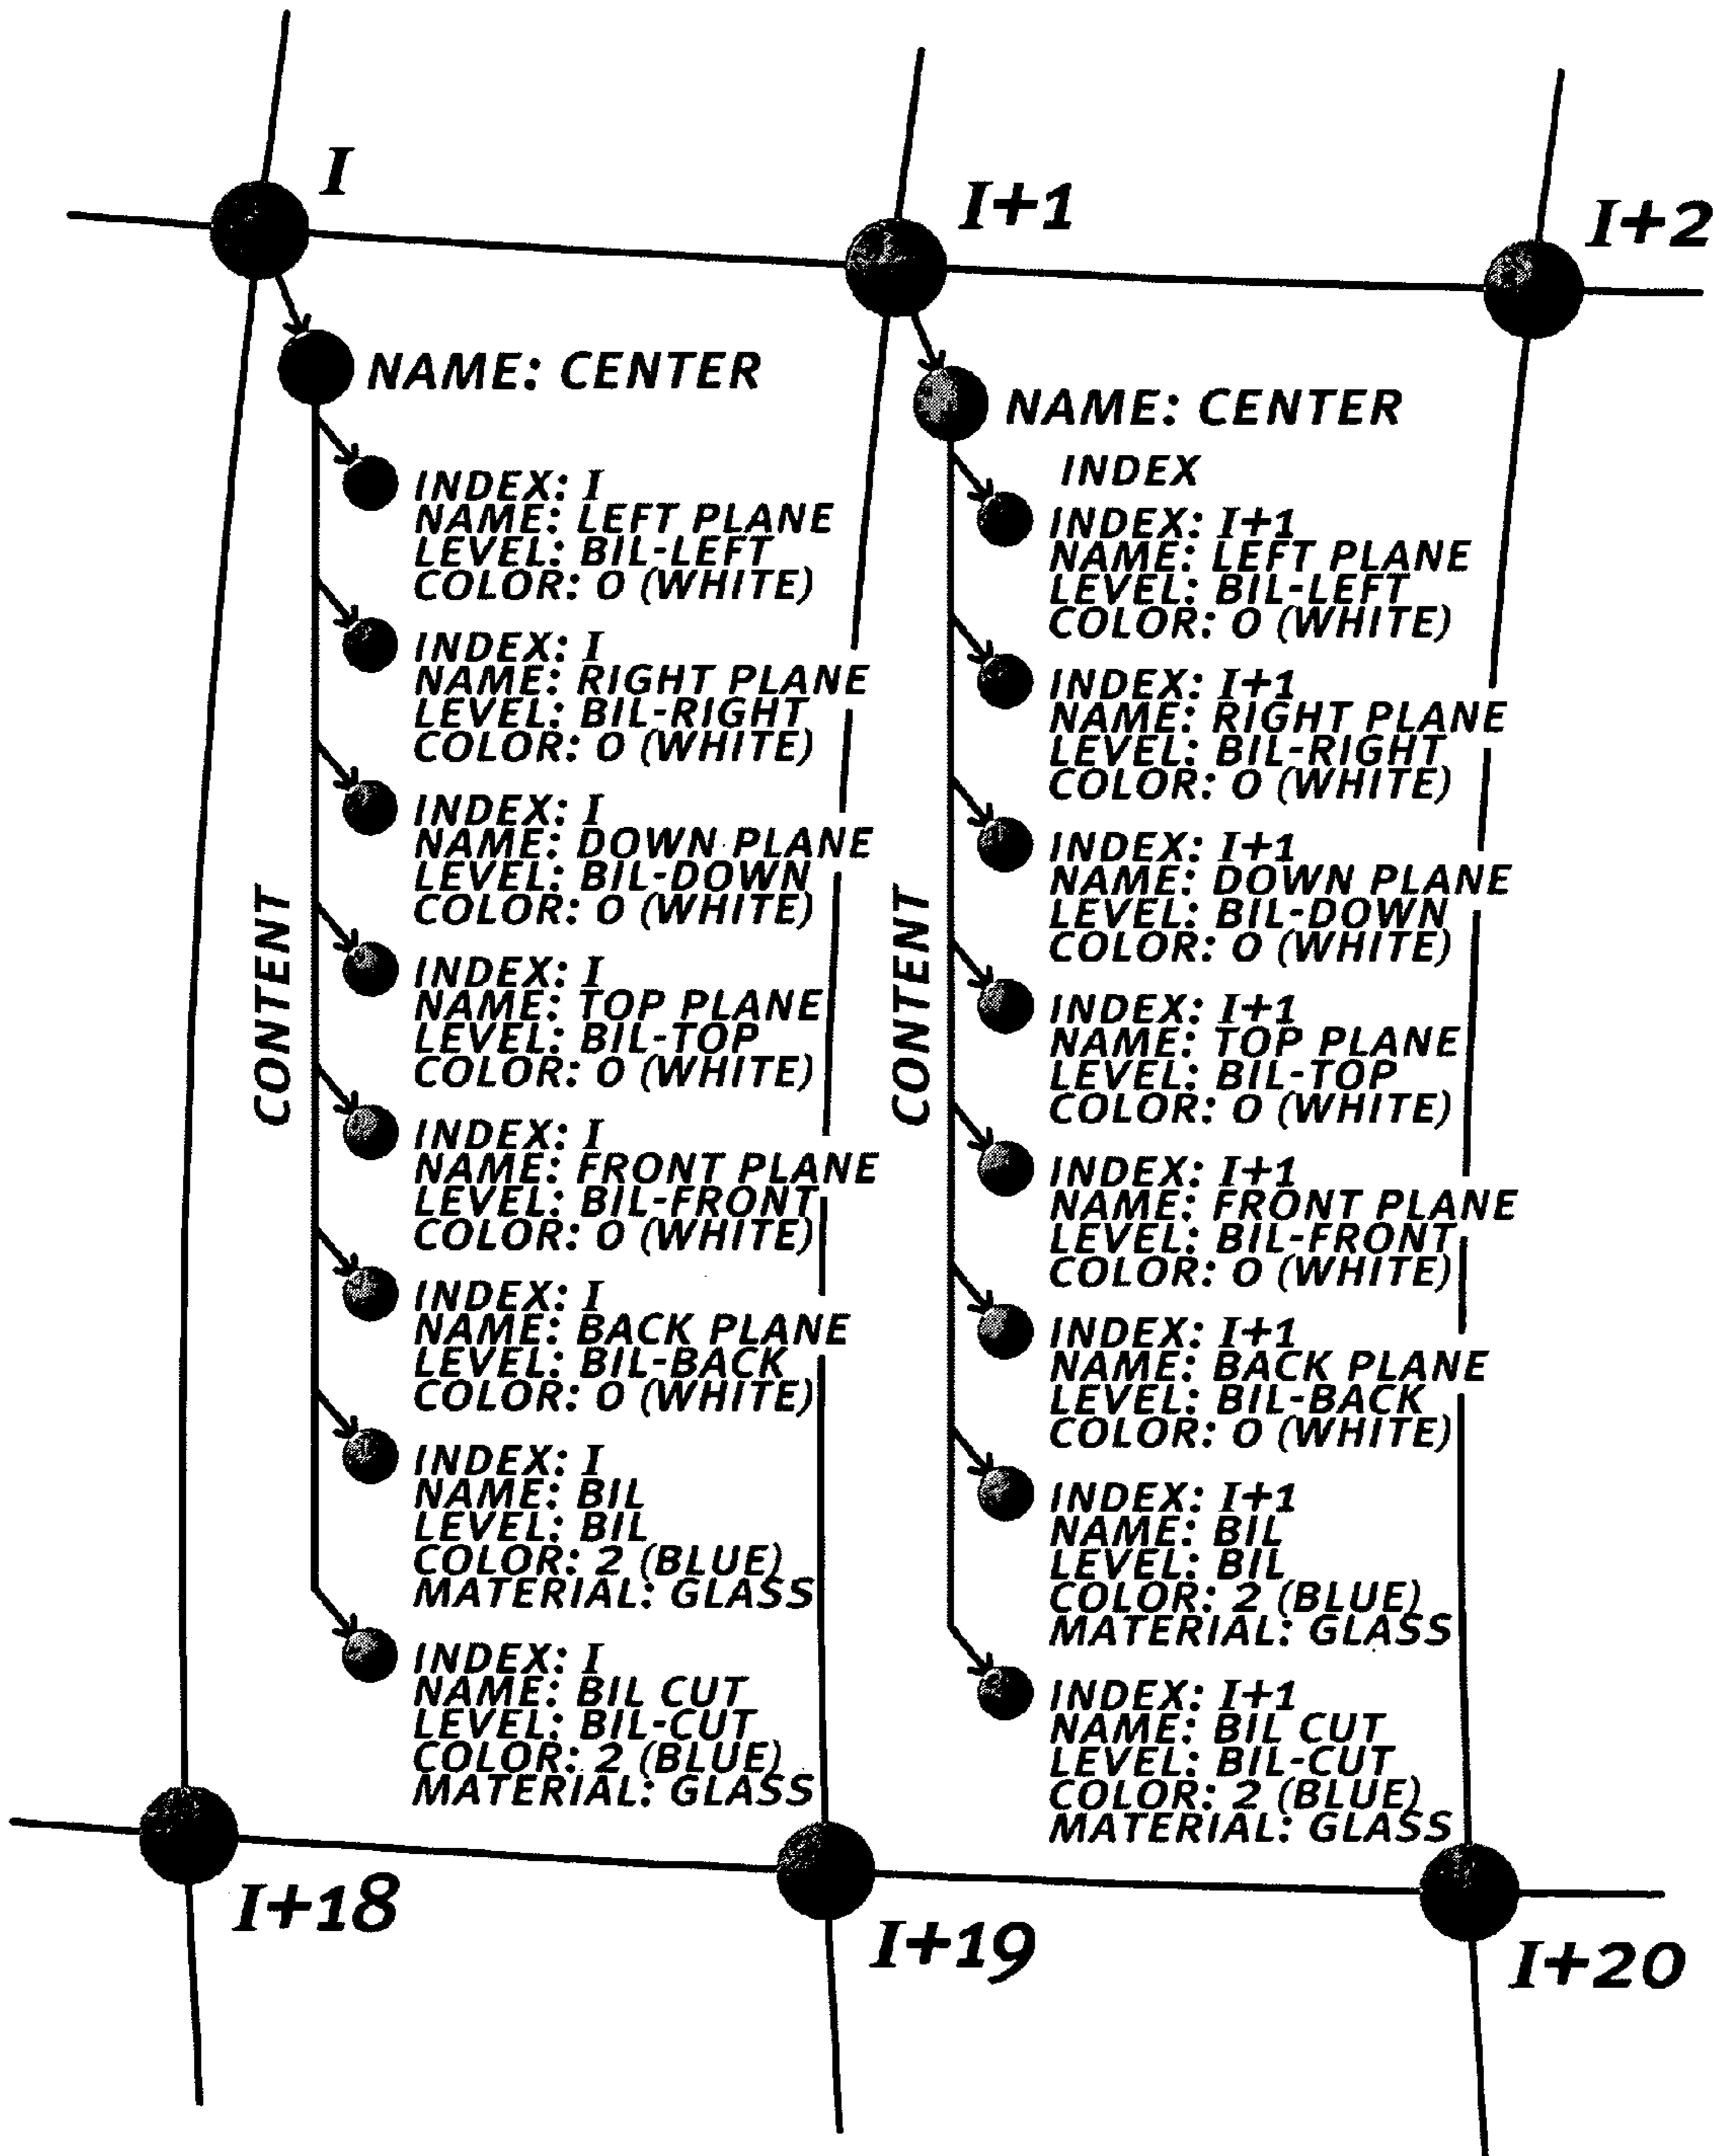 I
I+1
I+2
NAME: CENTER
INDEX: I
NAME: LEFT PLANE
LEVEL: BIL-LEFT
COLOR: 0 (WHITE)
INDEX: I
NAME: RIGHT PLANE
LEVEL: BIL-RIGHT
COLOR: 0 (WHITE)
INDEX: I
NAME: DOWN PLANE
LEVEL: BIL-DOWN
COLOR: 0 (WHITE)
INDEX: I
NAME: TOP PLANE
LEVEL: BIL-TOP
COLOR: 0 (WHITE)
INDEX: I
NAME: FRONT PLANE
LEVEL: BIL-FRONT
COLOR: 0 (WHITE)
INDEX: I
NAME: BACK PLANE
LEVEL: BIL-BACK
COLOR: 0 (WHITE)
INDEX: I
NAME: BIL
LEVEL: BIL
COLOR: 2 (BLUE)
MATERIAL: GLASS
INDEX: I
NAME: BIL CUT
LEVEL: BIL-CUT
COLOR: 2 (BLUE)
MATERIAL: GLASS
CONTENT
NAME: CENTER
INDEX
INDEX: I+1
NAME: LEFT PLANE
LEVEL: BIL-LEFT
COLOR: 0 (WHITE)
INDEX: I+1
NAME: RIGHT PLANE
LEVEL: BIL-RIGHT
COLOR: 0 (WHITE)
INDEX: I+1
NAME: DOWN PLANE
LEVEL: BIL-DOWN
COLOR: 0 (WHITE)
INDEX: I+1
NAME: TOP PLANE
LEVEL: BIL-TOP
COLOR: 0 (WHITE)
INDEX: I+1
NAME: FRONT PLANE
LEVEL: BIL-FRONT
COLOR: 0 (WHITE)
INDEX: I+1
NAME: BACK PLANE
LEVEL: BIL-BACK
COLOR: 0 (WHITE)
INDEX: I+1
NAME: BIL
LEVEL: BIL
COLOR: 2 (BLUE)
MATERIAL: GLASS
INDEX: I+1
NAME: BIL CUT
LEVEL: BIL-CUT
COLOR: 2 (BLUE)
MATERIAL: GLASS
CONTENT
I+18
I+19
I+20